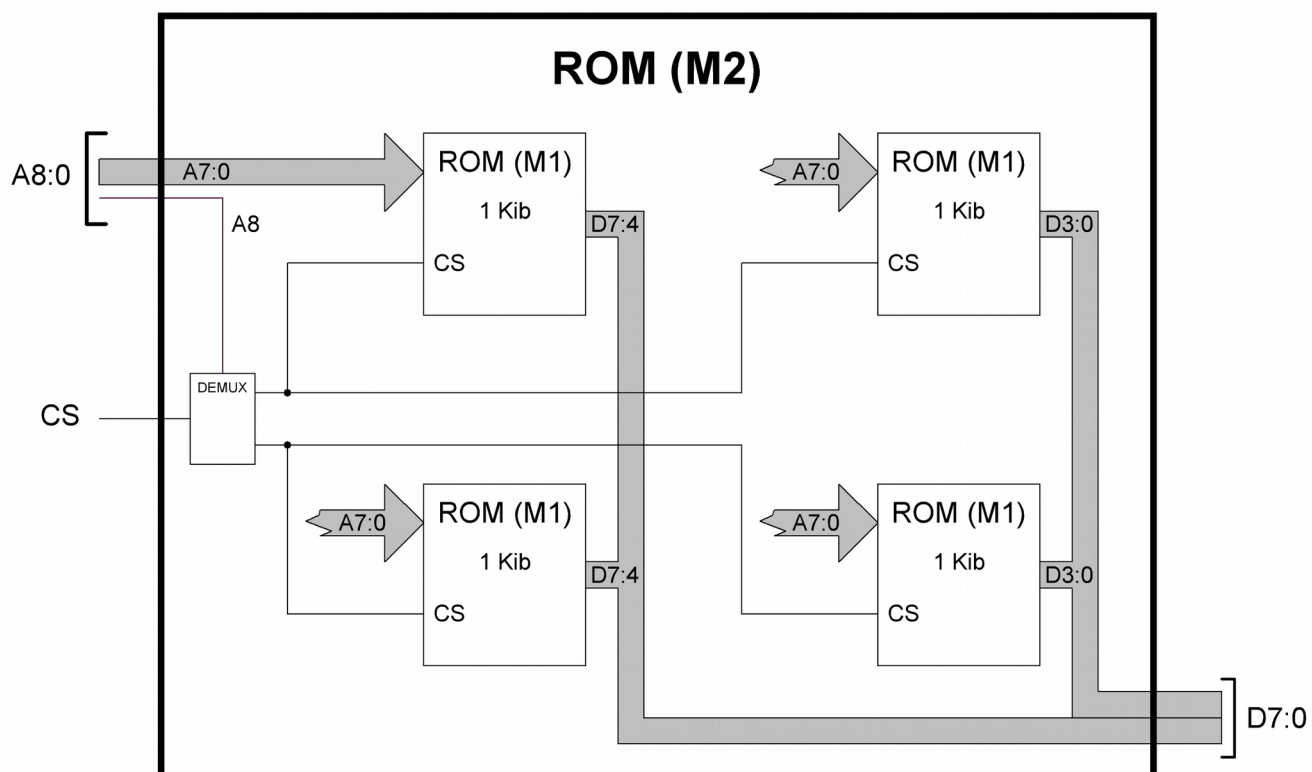 ROM (M2)
A8:0
A7:0
A8
ROM (M1)
1 Kib
CS
D7:4
A7:0
ROM (M1)
1 Kib
CS
D3:0
DEMUX
CS
A7:0
ROM (M1)
1 Kib
CS
D7:4
A7:0
ROM (M1)
1 Kib
CS
D3:0
D7:0